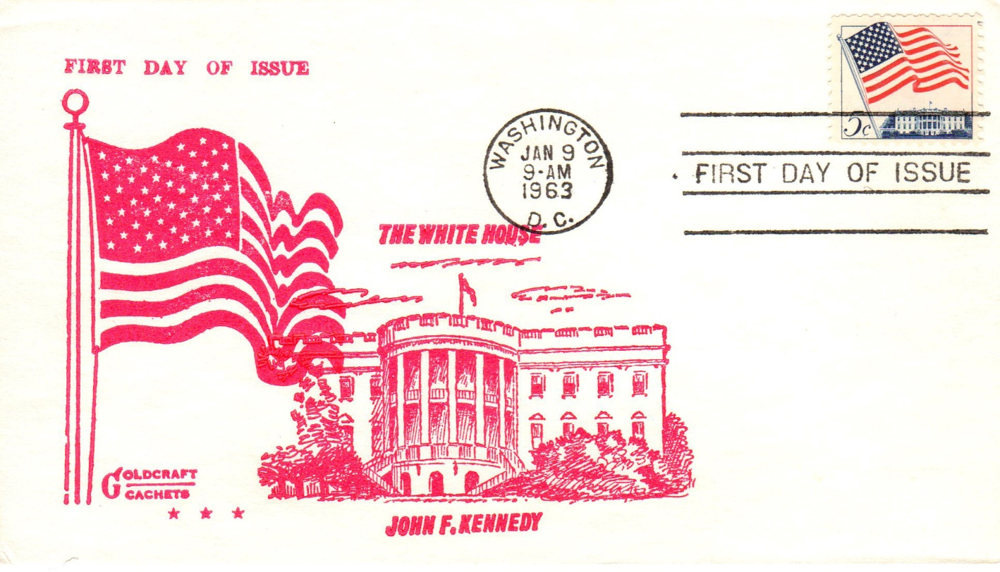 FIRST DAY OF ISSUE
5c
WASHINGTON
JAN 9
9-AM
1963
D.C.
FIRST DAY OF ISSUE
THE WHITE HOUSE
GOLDCRAFT
CACHETS
JOHN F. KENNEDY